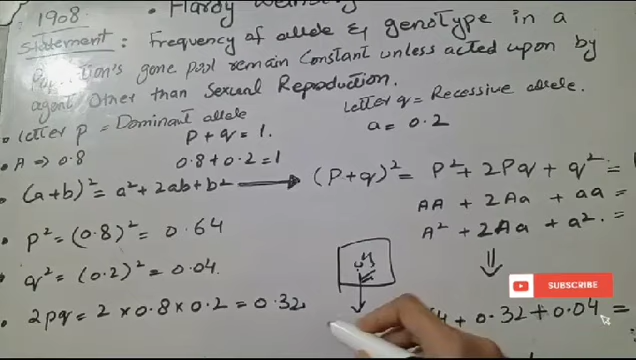 1908. • Hardy
Statement: Frequency of allele & genotype in a
Population's gene pool remain constant unless acted upon by
agent Other than Sexual Reproduction.
• Letter p = Dominant allele
Letter q = Recessive allele.
P + q = 1.
a = 0.2
• A => 0.8
0.8 + 0.2 = 1
• (a+b)² = a² + 2ab + b² → (P+q)² = P² + 2Pq + q² =
AA + 2Aa + aa =
• P² = (0.8)² = 0.64
A² + 2Aa + a². =
• q² = (0.2)² = 0.04.
SUBSCRIBE
• 2pq = 2 × 0.8 × 0.2 = 0.32
4 + 0.32 + 0.04 =